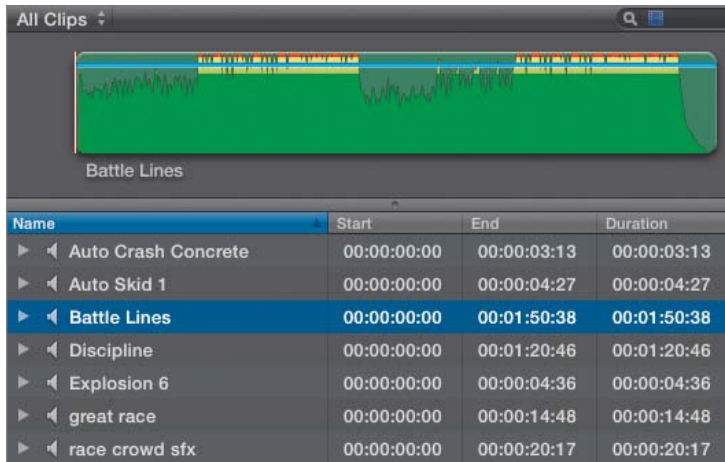 All Clips
Battle Lines
Name Start End Duration
Auto Crash Concrete 00:00:00:00 00:00:03:13 00:00:03:13
Auto Skid 1 00:00:00:00 00:00:04:27 00:00:04:27
Battle Lines 00:00:00:00 00:01:50:38 00:01:50:38
Discipline 00:00:00:00 00:01:20:46 00:01:20:46
Explosion 6 00:00:00:00 00:00:04:36 00:00:04:36
great race 00:00:00:00 00:00:14:48 00:00:14:48
race crowd sfx 00:00:00:00 00:00:20:17 00:00:20:17